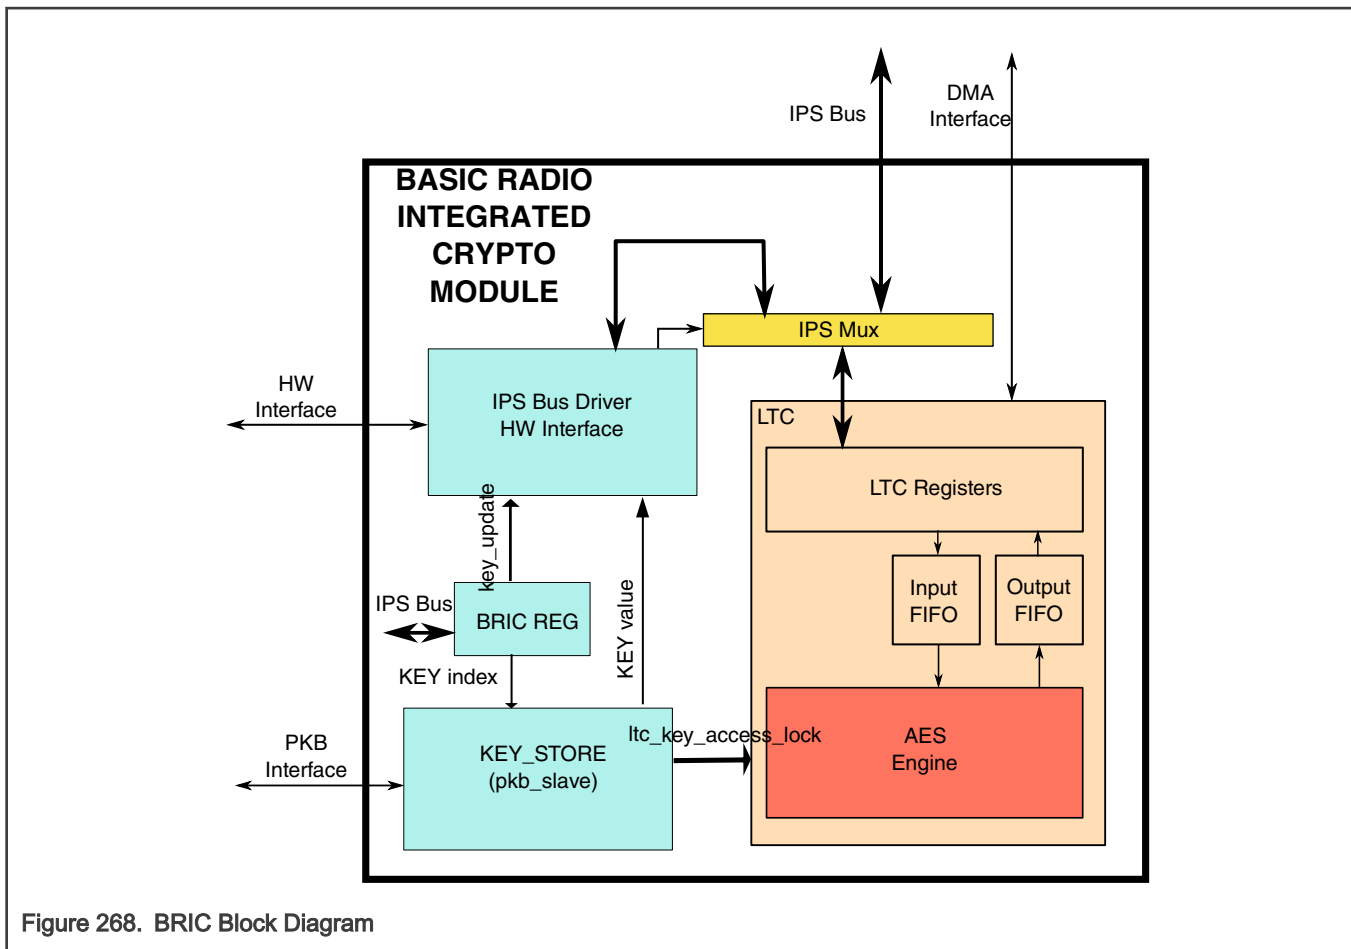 IPS Bus
DMA
Interface
BASIC RADIO
INTEGRATED
CRYPTO
MODULE
IPS Mux
HW
Interface
IPS Bus Driver
HW Interface
LTC
LTC Registers
key_update
KEY value
Input
FIFO
Output
FIFO
IPS Bus
BRIC REG
KEY index
PKB
Interface
KEY_STORE
(pkb_slave)
ltc_key_access_lock
AES
Engine
Figure 268. BRIC Block Diagram